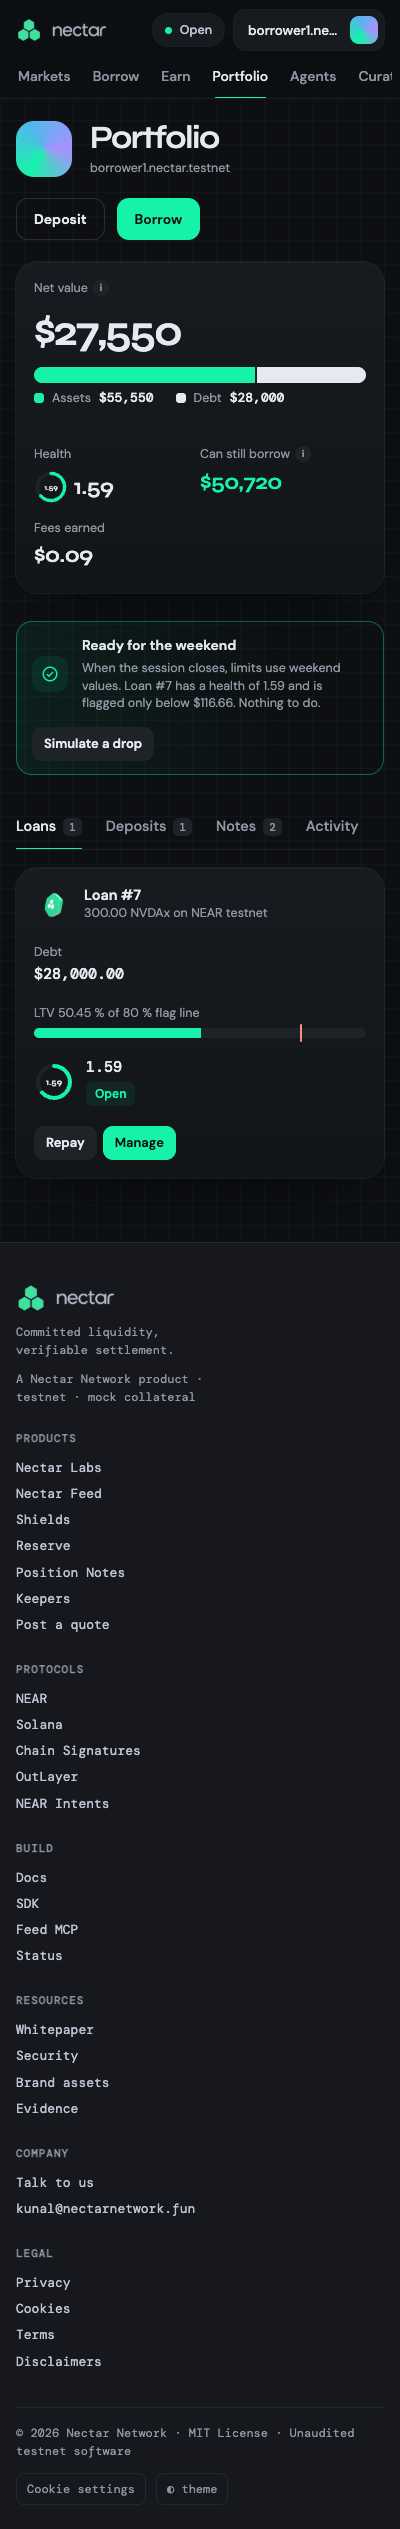 nectar
Open
borrower1.ne...
Markets Borrow Earn Portfolio Agents Curat
Portfolio
borrower1.nectar.testnet
Deposit
Borrow
Net value i
$27,550
Assets $55,550 Debt $28,000
Health
Can still borrow i
1.59 1.59
$50,720
Fees earned
$0.09
Ready for the weekend
When the session closes, limits use weekend
values. Loan #7 has a health of 1.59 and is
flagged only below $116.66. Nothing to do.
Simulate a drop
Loans 1 Deposits 1 Notes 2 Activity
Loan #7
300.00 NVDAx on NEAR testnet
Debt
$28,000.00
LTV 50.45 % of 80 % flag line
1.59
1.59
Open
Repay
Manage
nectar
Committed liquidity,
verifiable settlement.
A Nectar Network product ·
testnet · mock collateral
PRODUCTS
Nectar Labs
Nectar Feed
Shields
Reserve
Position Notes
Keepers
Post a quote
PROTOCOLS
NEAR
Solana
Chain Signatures
OutLayer
NEAR Intents
BUILD
Docs
SDK
Feed MCP
Status
RESOURCES
Whitepaper
Security
Brand assets
Evidence
COMPANY
Talk to us
kunal@nectarnetwork.fun
LEGAL
Privacy
Cookies
Terms
Disclaimers
© 2026 Nectar Network · MIT License · Unaudited
testnet software
Cookie settings
◐ theme